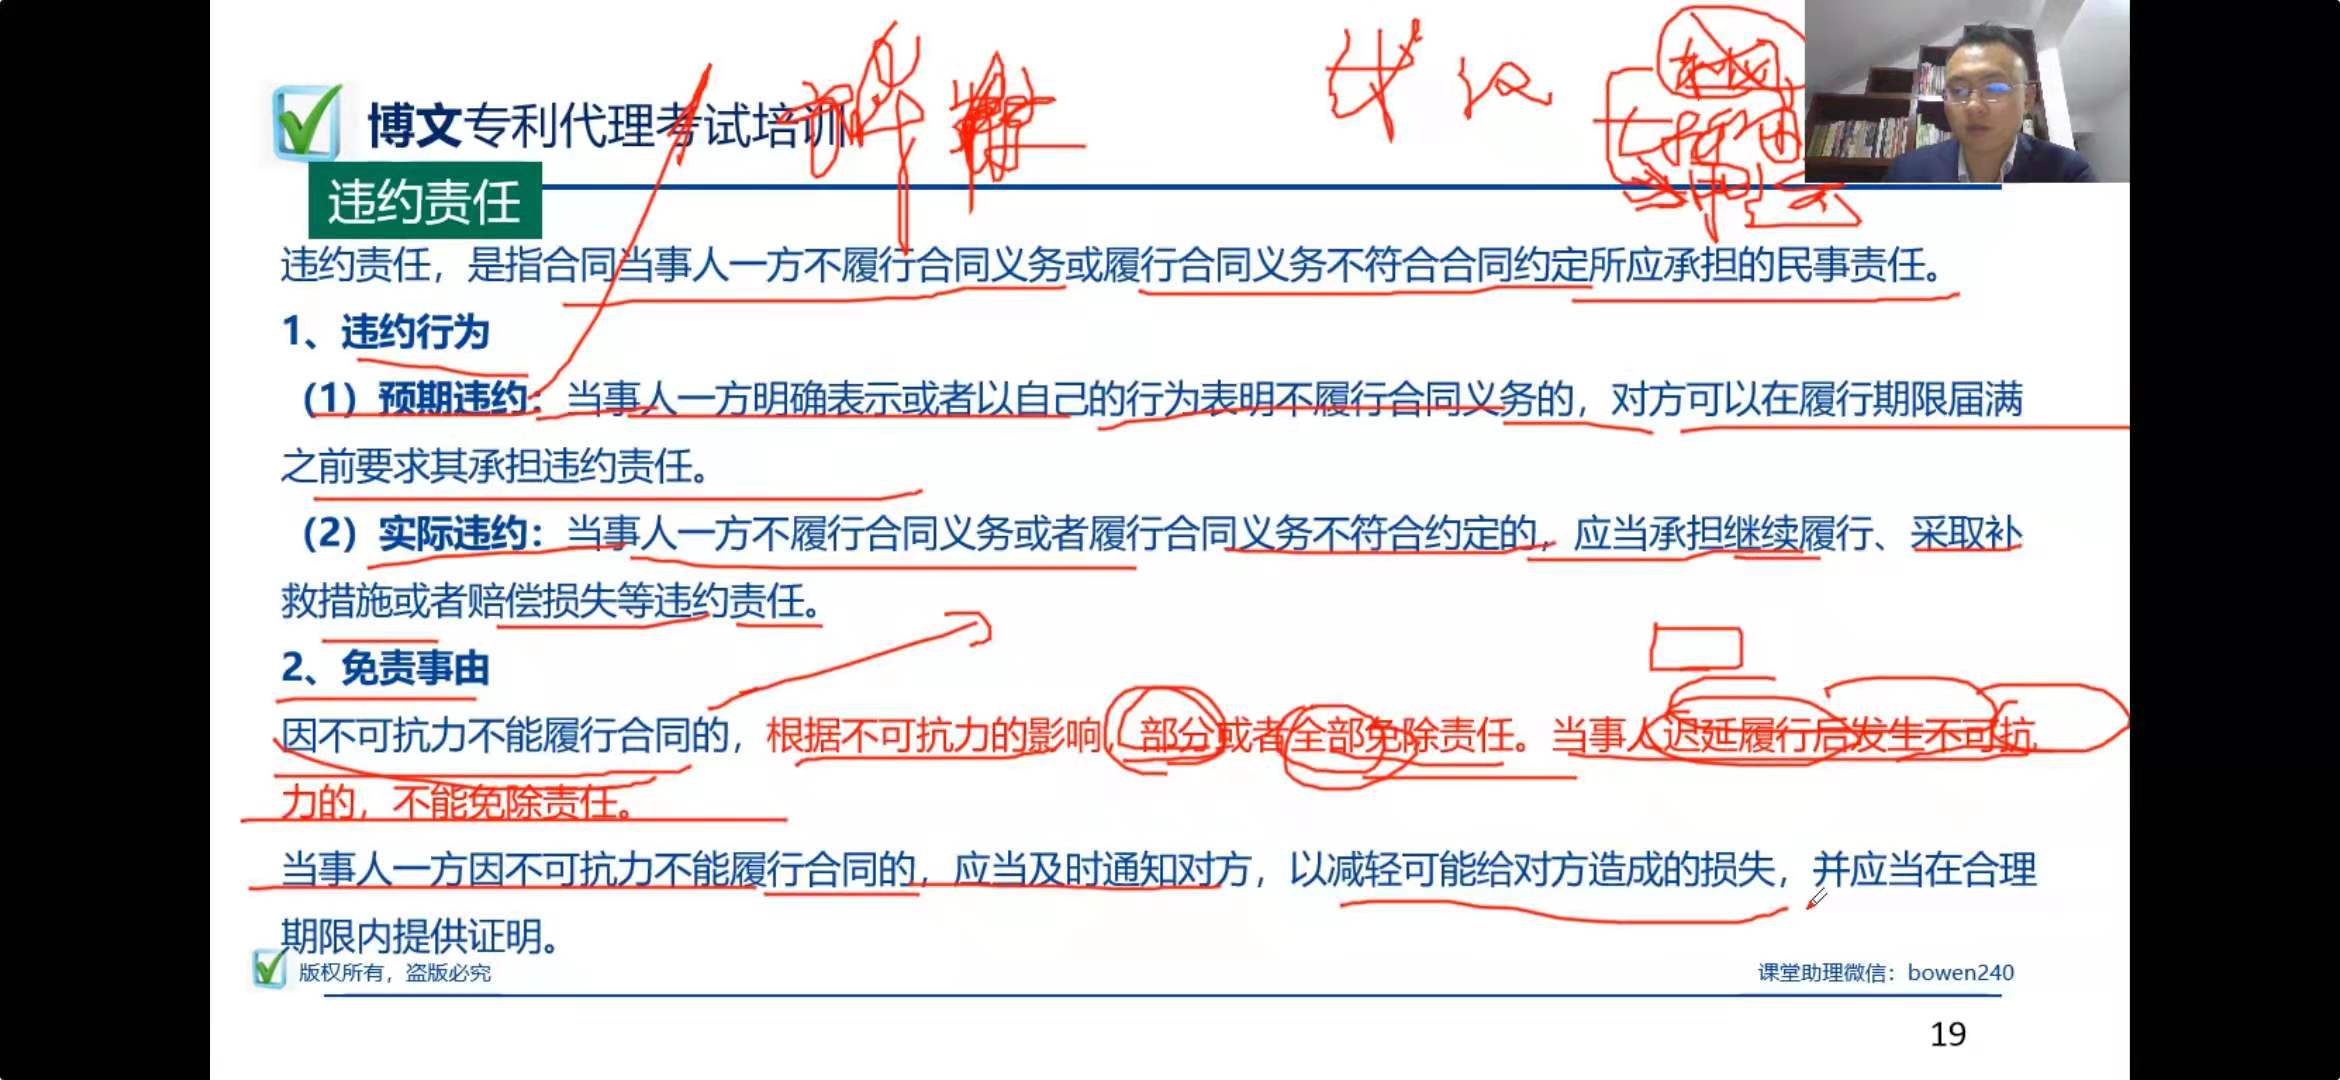 博文专利代理考试培训
违约责任
违约责任，是指合同当事人一方不履行合同义务或履行合同义务不符合合同约定所应承担的民事责任。
1、违约行为
（1）预期违约：当事人一方明确表示或者以自己的行为表明不履行合同义务的，对方可以在履行期限届满
之前要求其承担违约责任。
（2）实际违约：当事人一方不履行合同义务或者履行合同义务不符合约定的，应当承担继续履行、采取补
救措施或者赔偿损失等违约责任。
2、免责事由
因不可抗力不能履行合同的，根据不可抗力的影响，部分或者全部免除责任。当事人迟延履行后发生不可抗
力的，不能免除责任。
当事人一方因不可抗力不能履行合同的，应当及时通知对方，以减轻可能给对方造成的损失，并应当在合理
期限内提供证明。
版权所有，盗版必究
课堂助理微信：bowen240
19